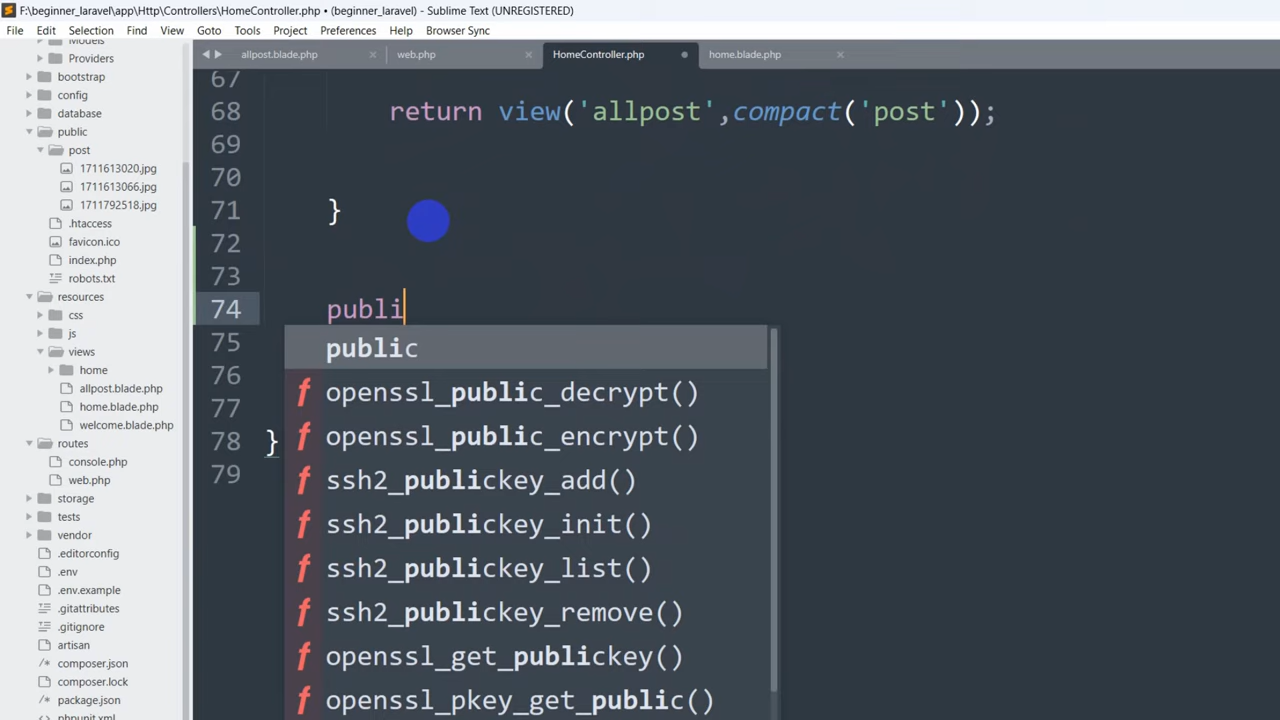 F:\beginner_laravel\app\Http\Controllers\HomeController.php • (beginner_laravel) - Sublime Text (UNREGISTERED)
File Edit Selection Find View Goto Tools Project Preferences Help Browser Sync
Models
Providers
bootstrap
config
database
public
post
1711613020.jpg
1711613066.jpg
1711792518.jpg
.htaccess
favicon.ico
index.php
robots.txt
resources
css
js
views
home
allpost.blade.php
home.blade.php
welcome.blade.php
routes
console.php
web.php
storage
tests
vendor
.editorconfig
.env
.env.example
.gitattributes
.gitignore
artisan
composer.json
composer.lock
package.json
phpunit.xml
allpost.blade.php web.php HomeController.php home.blade.php
67
68 return view('allpost',compact('post'));
69
70
71 }
72
73
74 publi
75
76
77
78 }
79
public
f openssl_public_decrypt()
f openssl_public_encrypt()
f ssh2_publickey_add()
f ssh2_publickey_init()
f ssh2_publickey_list()
f ssh2_publickey_remove()
f openssl_get_publickey()
f openssl_pkey_get_public()